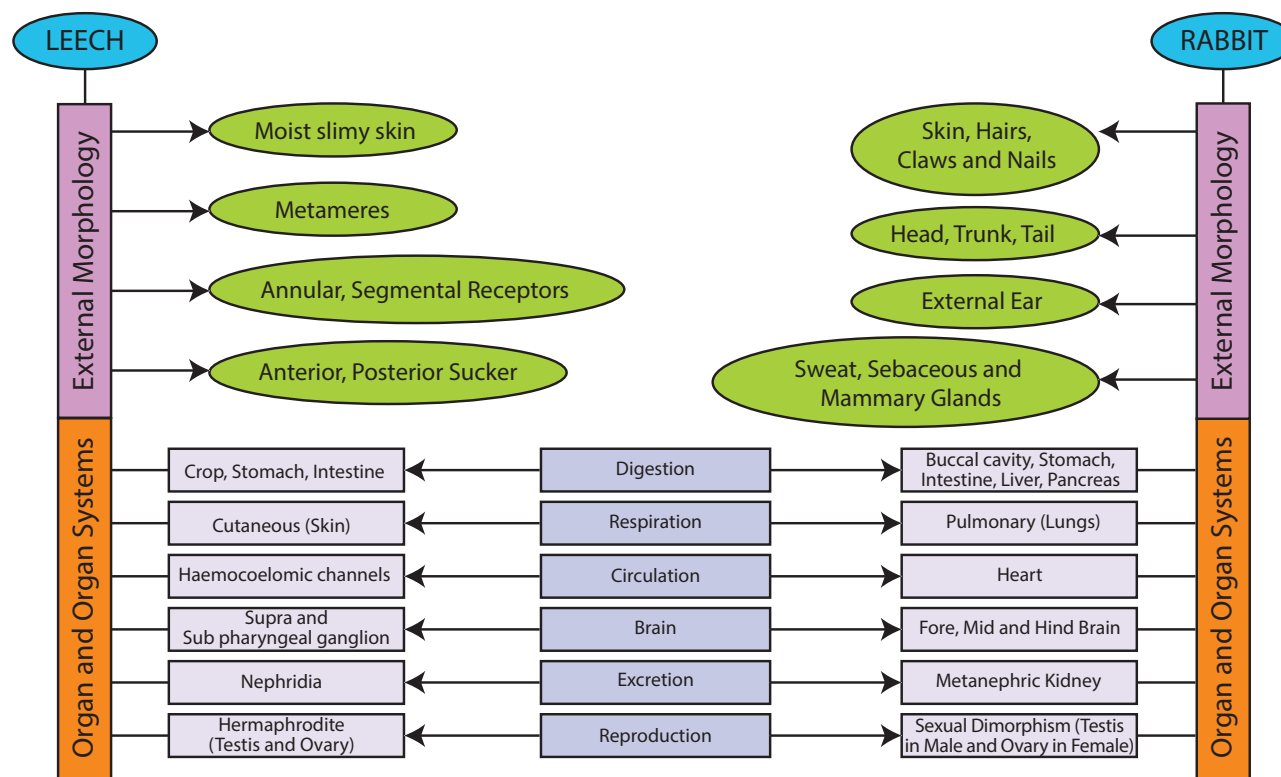 LEECH
RABBIT
External Morphology
Moist slimy skin
Metameres
Annular, Segmental Receptors
Anterior, Posterior Sucker
External Morphology
Skin, Hairs,
Claws and Nails
Head, Trunk, Tail
External Ear
Sweat, Sebaceous and
Mammary Glands
Organ and Organ Systems
Organ and Organ Systems
Crop, Stomach, Intestine
Digestion
Buccal cavity, Stomach,
Intestine, Liver, Pancreas
Cutaneous (Skin)
Respiration
Pulmonary (Lungs)
Haemocoelomic channels
Circulation
Heart
Supra and
Sub pharyngeal ganglion
Brain
Fore, Mid and Hind Brain
Nephridia
Excretion
Metanephric Kidney
Hermaphrodite
(Testis and Ovary)
Reproduction
Sexual Dimorphism (Testis
in Male and Ovary in Female)